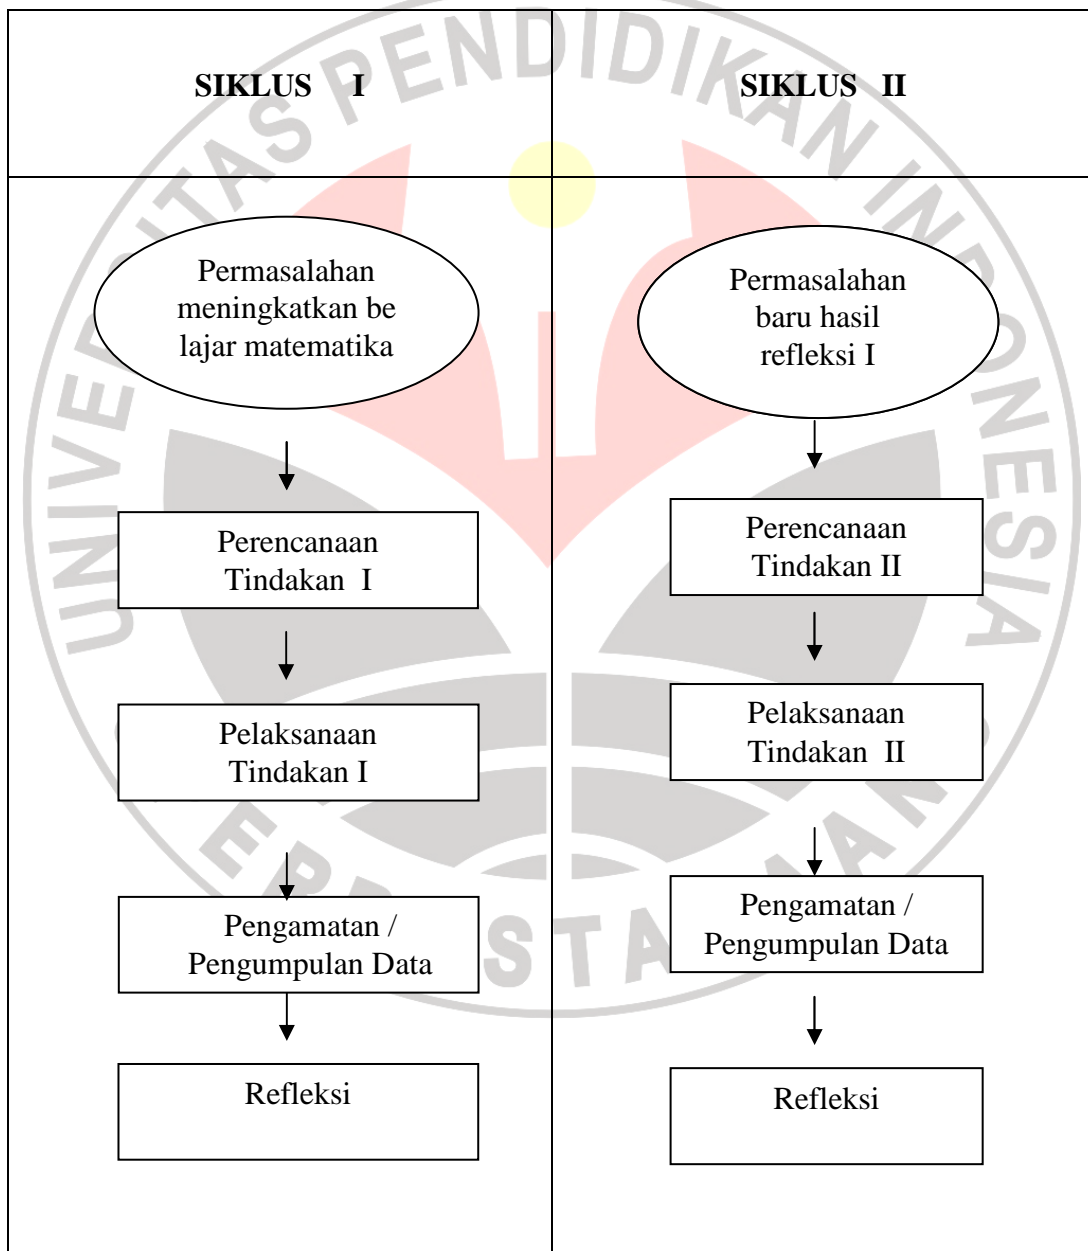 SIKLUS I
SIKLUS II
Permasalahan
meningkatkan be
lajar matematika
Perencanaan
Tindakan I
Pelaksanaan
Tindakan I
Pengamatan /
Pengumpulan Data
Refleksi
Permasalahan
baru hasil
refleksi I
Perencanaan
Tindakan II
Pelaksanaan
Tindakan II
Pengamatan /
Pengumpulan Data
Refleksi
UNIVERSITAS PENDIDIKAN INDONESIA